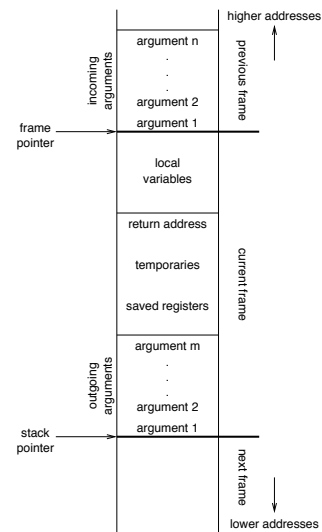 higher addresses
argument n
.
.
.
argument 2
argument 1
incoming
arguments
previous frame
frame
pointer
local
variables
return address
temporaries
saved registers
current frame
argument m
.
.
.
argument 2
argument 1
outgoing
arguments
stack
pointer
next frame
lower addresses